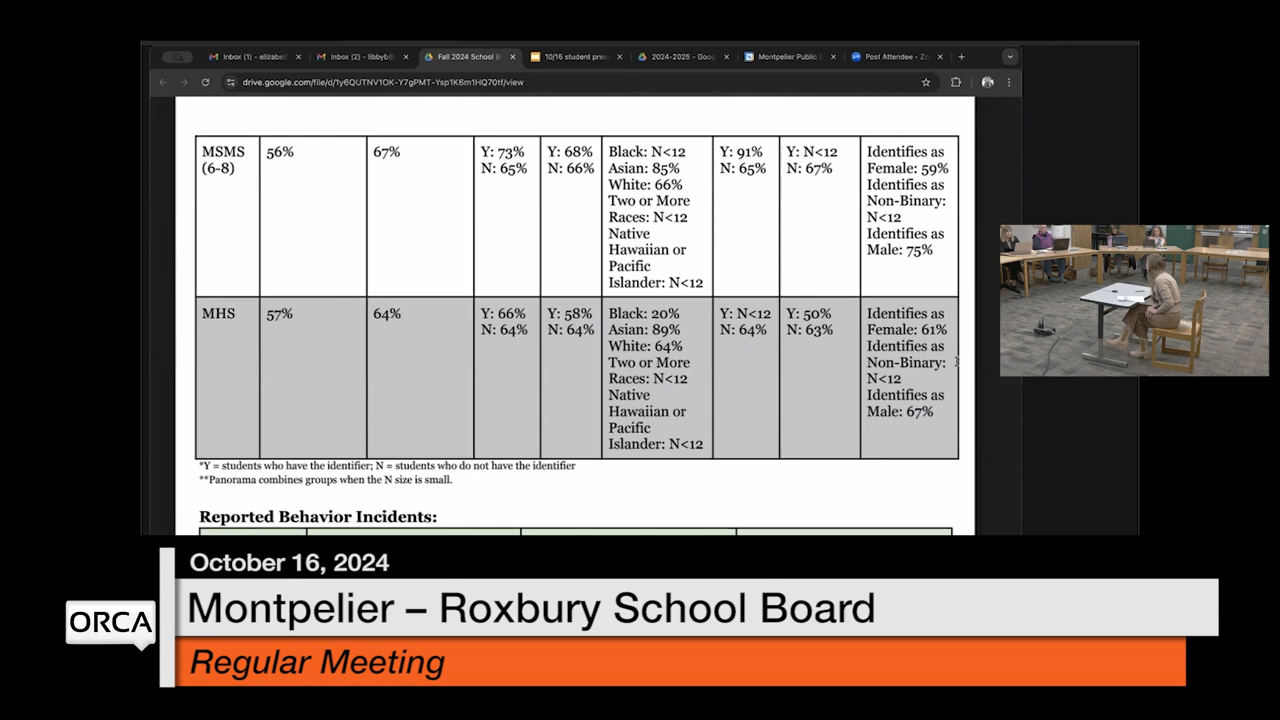 Inbox (1) - elizabet
Inbox (2) - libbyb@
Fall 2024 School B
10/16 student pres
2024-2025 - Goog
Montpelier Public S
Post Attendee - Zo
drive.google.com/file/d/1y6QUTNV1OK-Y7gPMT-Ysp1K6m1HQ70tf/view
MSMS
(6-8)
56%
67%
Y: 73%
N: 65%
Y: 68%
N: 66%
Black: N<12
Asian: 85%
White: 66%
Two or More
Races: N<12
Native
Hawaiian or
Pacific
Islander: N<12
Y: 91%
N: 65%
Y: N<12
N: 67%
Identifies as
Female: 59%
Identifies as
Non-Binary:
N<12
Identifies as
Male: 75%
MHS
57%
64%
Y: 66%
N: 64%
Y: 58%
N: 64%
Black: 20%
Asian: 89%
White: 64%
Two or More
Races: N<12
Native
Hawaiian or
Pacific
Islander: N<12
Y: N<12
N: 64%
Y: 50%
N: 63%
Identifies as
Female: 61%
Identifies as
Non-Binary:
N<12
Identifies as
Male: 67%
*Y = students who have the identifier; N = students who do not have the identifier
**Panorama combines groups when the N size is small.
Reported Behavior Incidents:
October 16, 2024
ORCA
Montpelier – Roxbury School Board
Regular Meeting